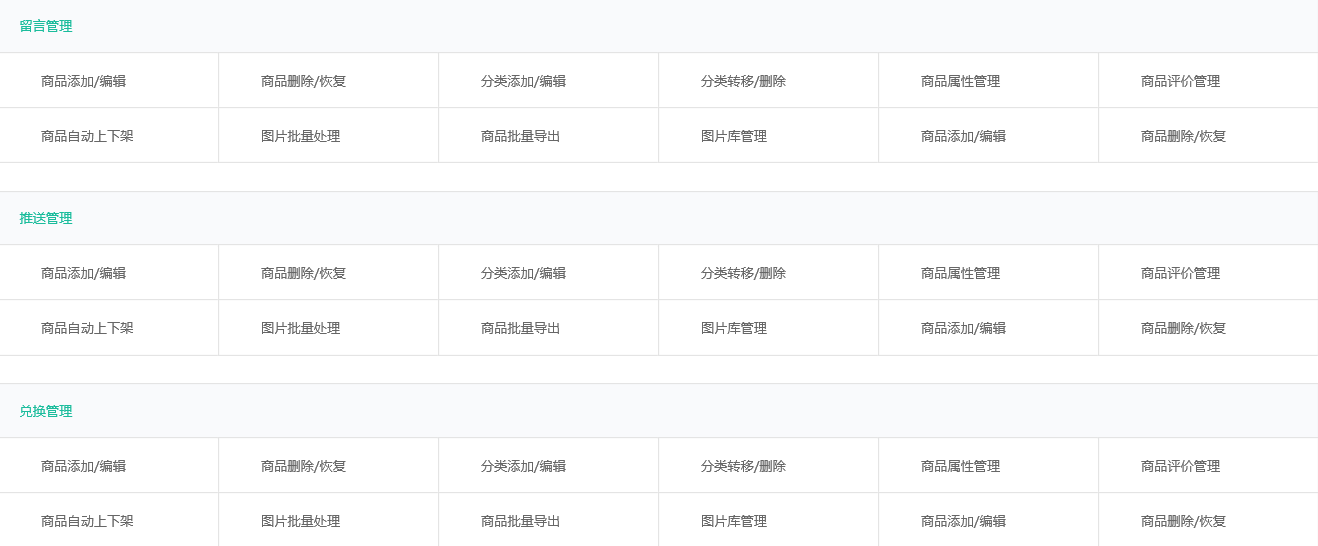 留言管理
商品添加/编辑 商品删除/恢复 分类添加/编辑 分类转移/删除 商品属性管理 商品评价管理
商品自动上下架 图片批量处理 商品批量导出 图片库管理 商品添加/编辑 商品删除/恢复
推送管理
商品添加/编辑 商品删除/恢复 分类添加/编辑 分类转移/删除 商品属性管理 商品评价管理
商品自动上下架 图片批量处理 商品批量导出 图片库管理 商品添加/编辑 商品删除/恢复
兑换管理
商品添加/编辑 商品删除/恢复 分类添加/编辑 分类转移/删除 商品属性管理 商品评价管理
商品自动上下架 图片批量处理 商品批量导出 图片库管理 商品添加/编辑 商品删除/恢复